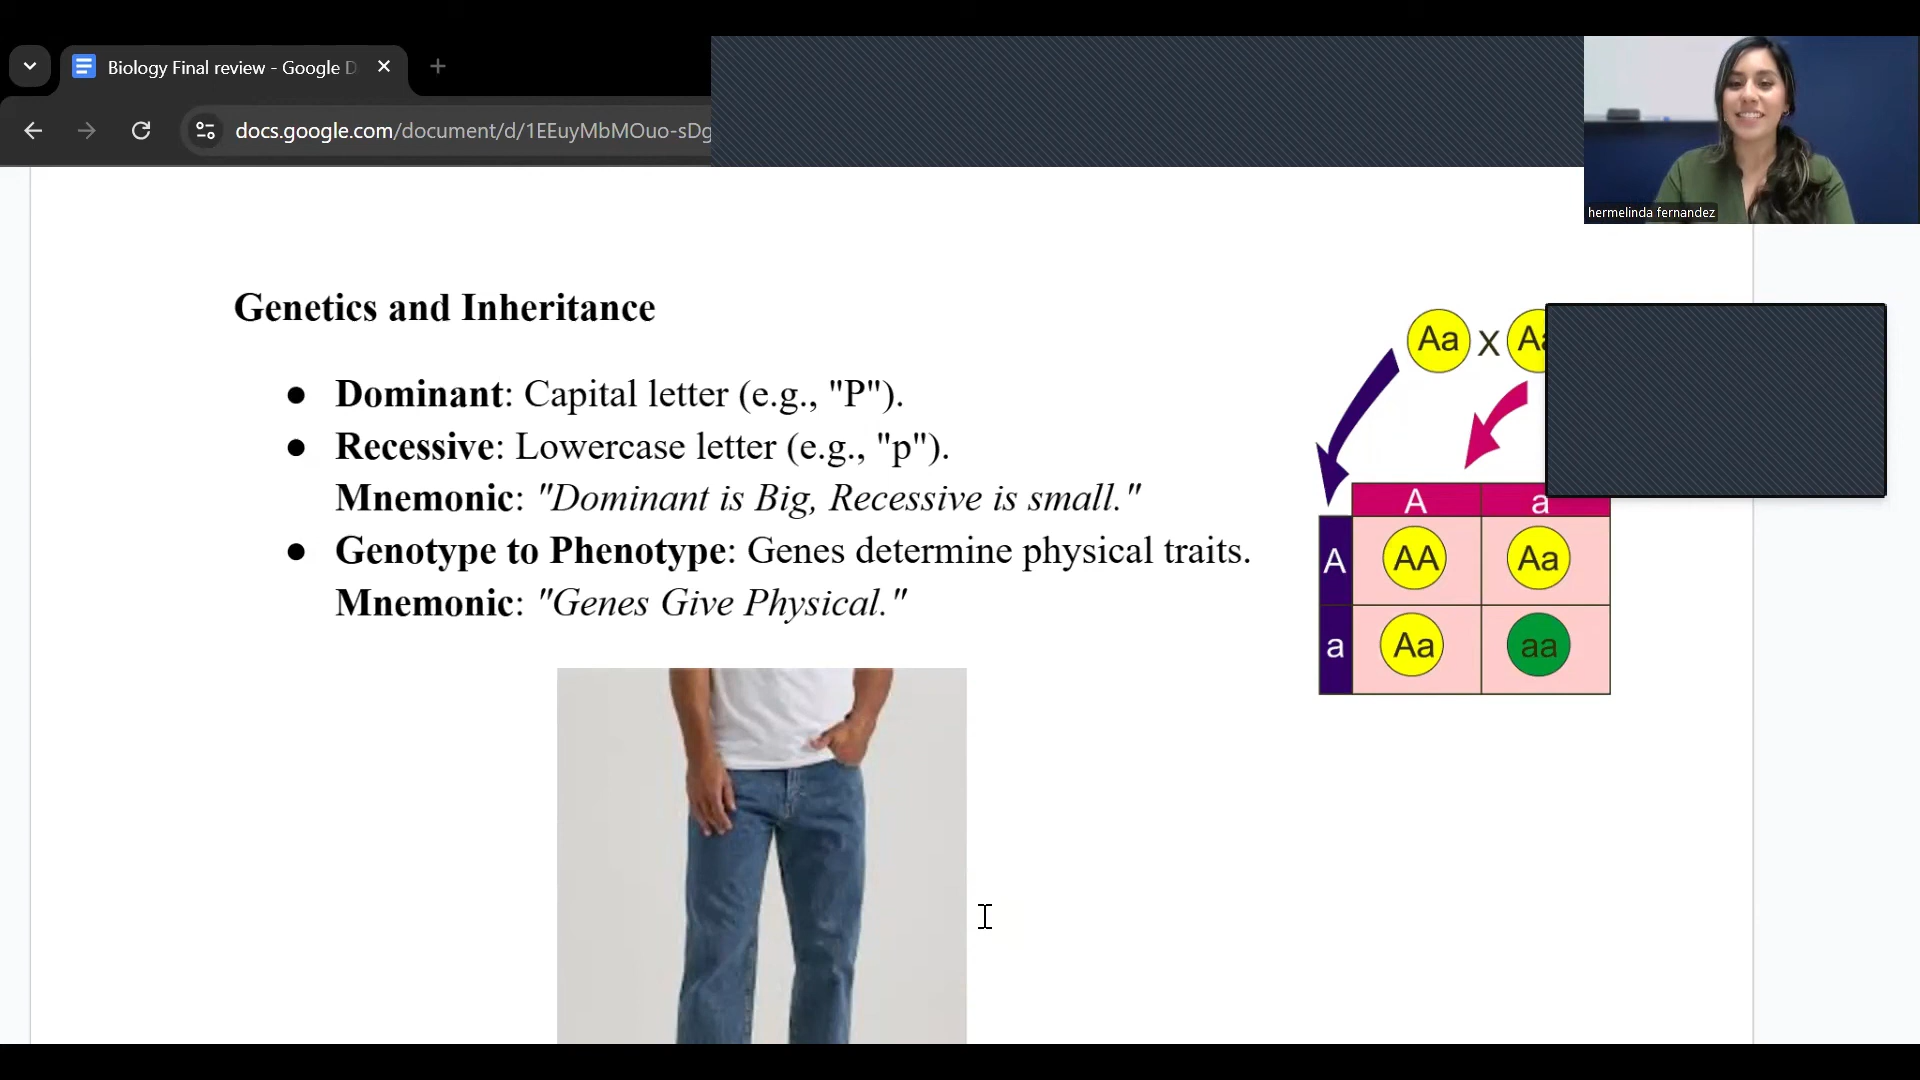 Biology Final review - Google D
docs.google.com/document/d/1EEuyMbMOuo-sDg
hermelinda fernandez
Genetics and Inheritance
● Dominant: Capital letter (e.g., "P").
● Recessive: Lowercase letter (e.g., "p").
Mnemonic: "Dominant is Big, Recessive is small."
● Genotype to Phenotype: Genes determine physical traits.
Mnemonic: "Genes Give Physical."
Aa X Aa
A a
A AA Aa
a Aa aa